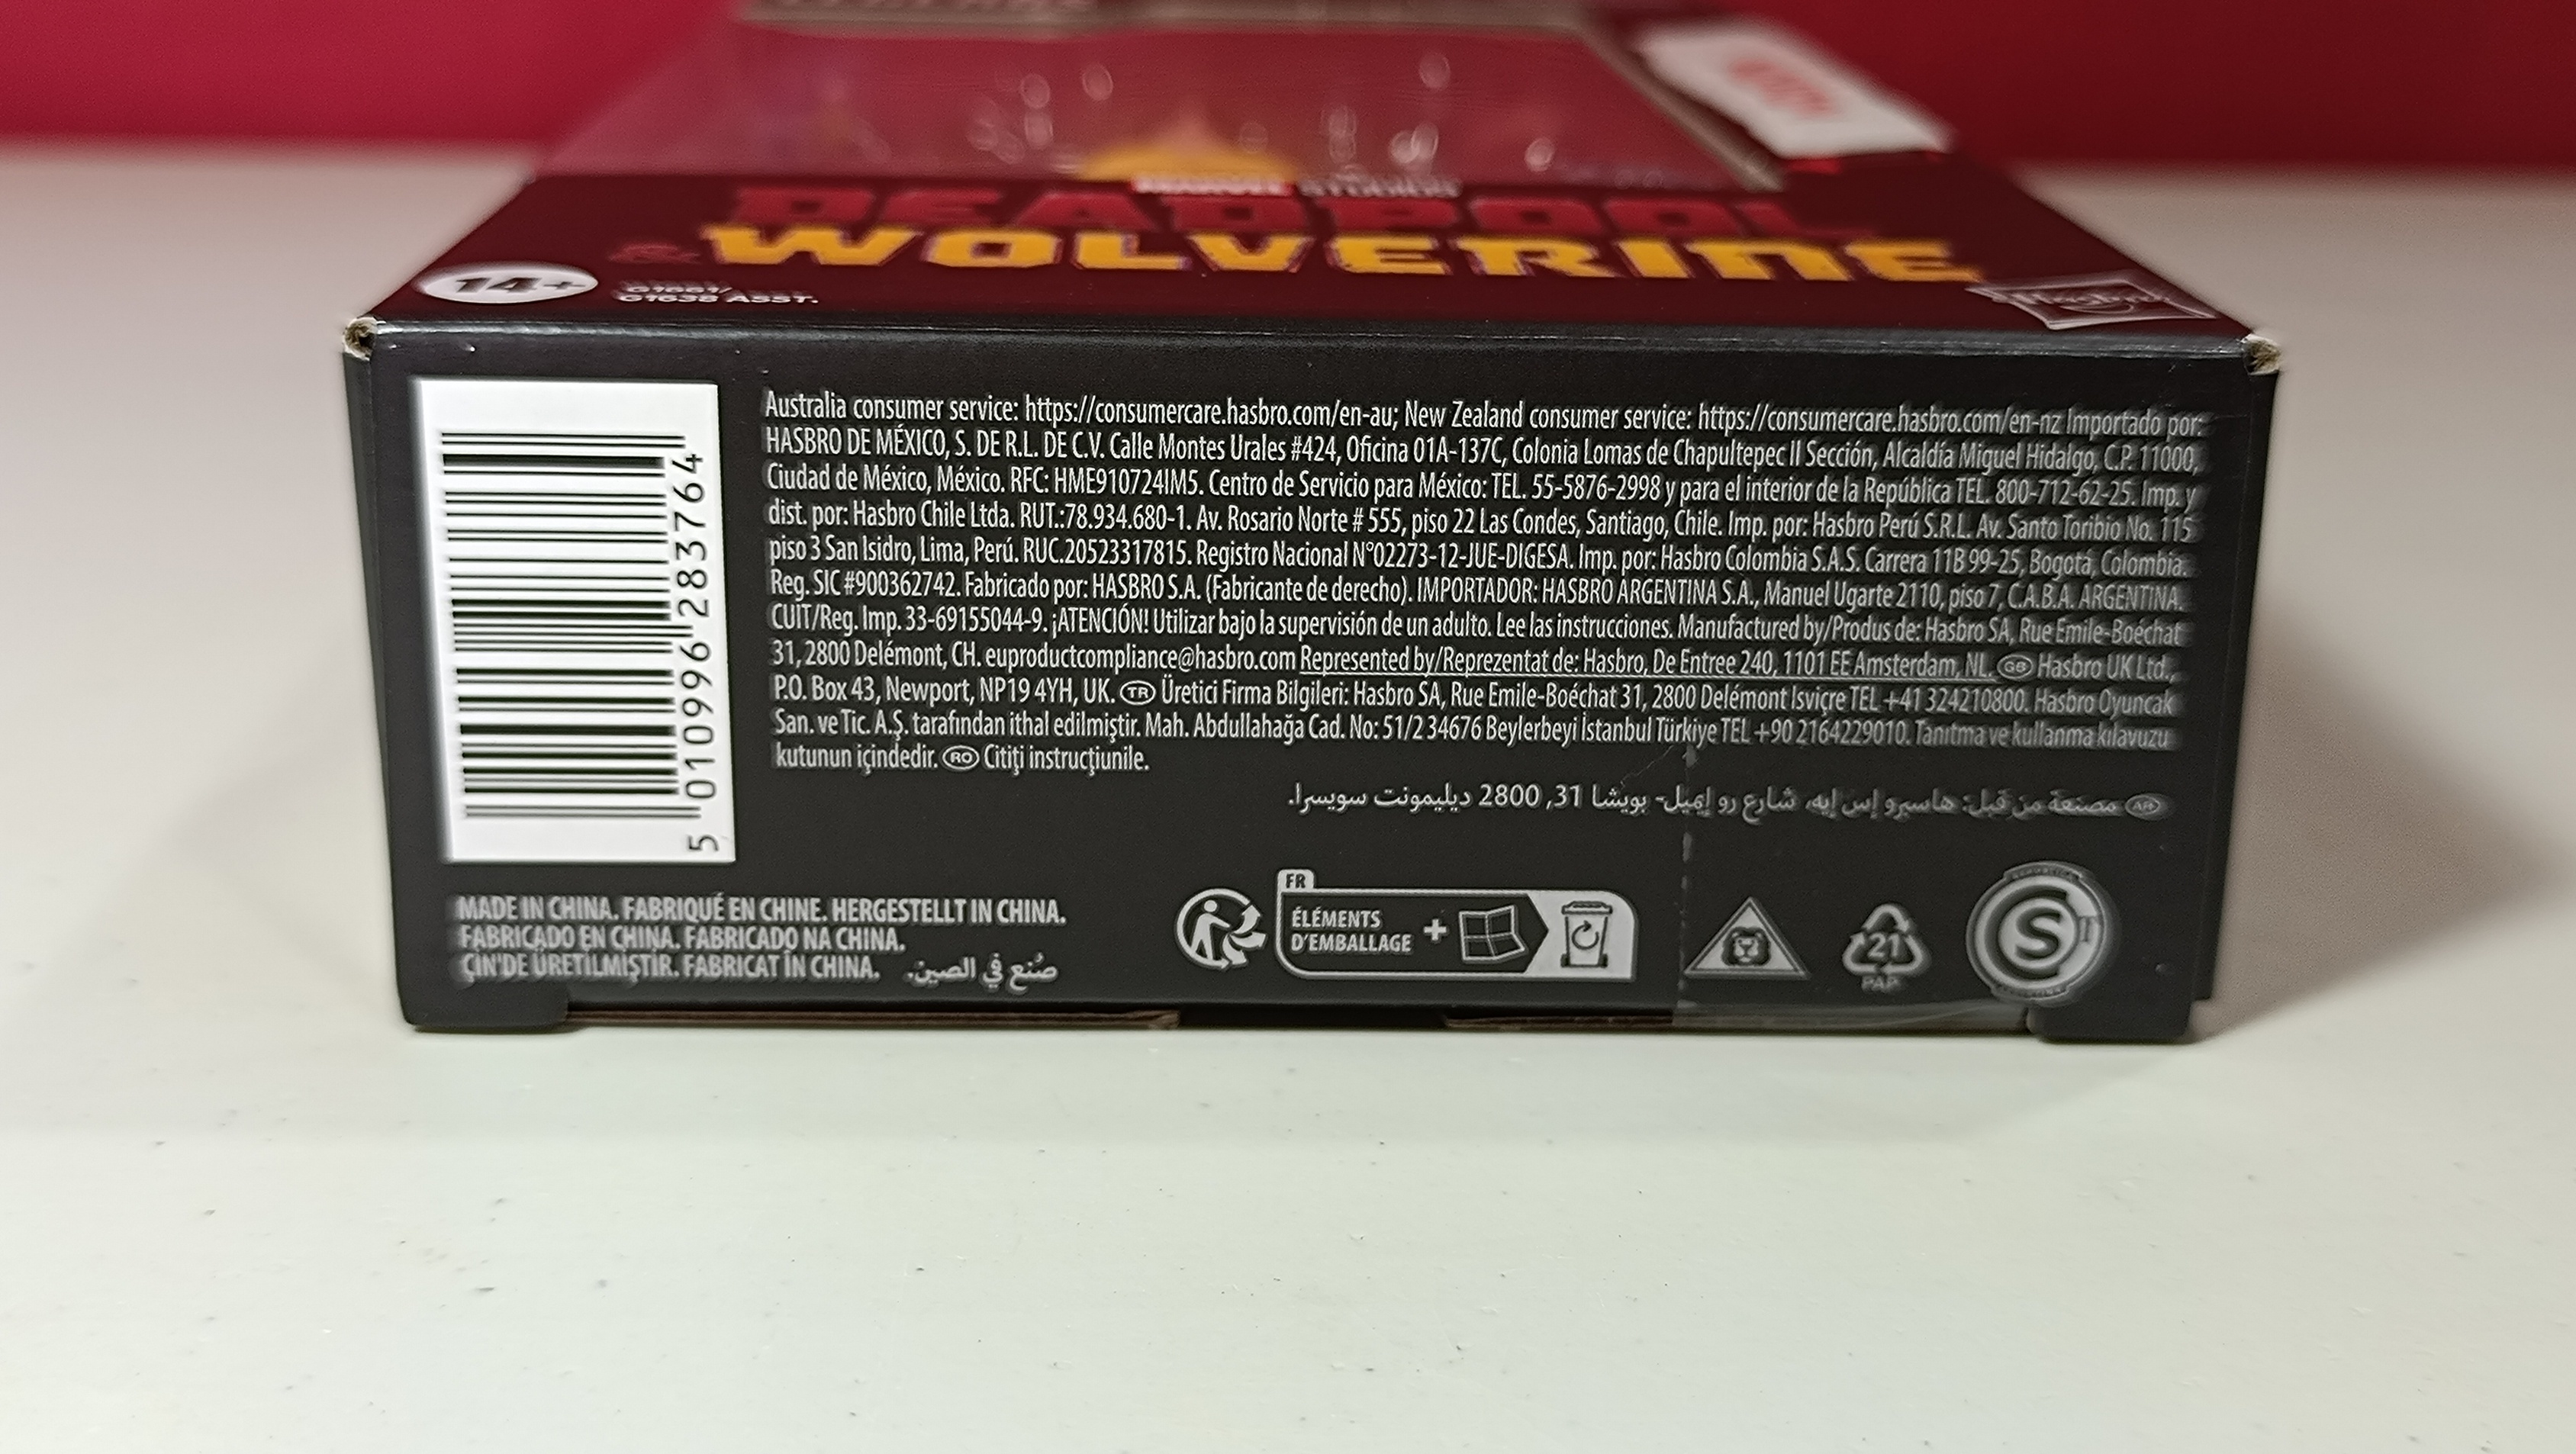 MARVEL STUDIOS
DEADPOOL
& WOLVERINE
14+
G1638 ASST.
Hasbro
5 010996 283764
Australia consumer service: https://consumercare.hasbro.com/en-au; New Zealand consumer service: https://consumercare.hasbro.com/en-nz Importado por:
HASBRO DE MÉXICO, S. DE R.L. DE C.V. Calle Montes Urales #424, Oficina 01A-137C, Colonia Lomas de Chapultepec II Sección, Alcaldía Miguel Hidalgo, C.P. 11000,
Ciudad de México, México. RFC: HME910724IM5. Centro de Servicio para México: TEL. 55-5876-2998 y para el interior de la República TEL. 800-712-62-25. Imp. y
dist. por: Hasbro Chile Ltda. RUT.:78.934.680-1. Av. Rosario Norte # 555, piso 22 Las Condes, Santiago, Chile. Imp. por: Hasbro Perú S.R.L. Av. Santo Toribio No. 115
piso 3 San Isidro, Lima, Perú. RUC.20523317815. Registro Nacional N°02273-12-JUE-DIGESA. Imp. por: Hasbro Colombia S.A.S. Carrera 11B 99-25, Bogotá, Colombia.
Reg. SIC #900362742. Fabricado por: HASBRO S.A. (Fabricante de derecho). IMPORTADOR: HASBRO ARGENTINA S.A., Manuel Ugarte 2110, piso 7, C.A.B.A. ARGENTINA.
CUIT/Reg. Imp. 33-69155044-9. ¡ATENCIÓN! Utilizar bajo la supervisión de un adulto. Lee las instrucciones. Manufactured by/Produs de: Hasbro SA, Rue Emile-Boéchat
31, 2800 Delémont, CH. euproductcompliance@hasbro.com Represented by/Reprezentat de: Hasbro, De Entree 240, 1101 EE Amsterdam, NL. GB Hasbro UK Ltd.,
P.O. Box 43, Newport, NP19 4YH, UK. TR Üretici Firma Bilgileri: Hasbro SA, Rue Emile-Boéchat 31, 2800 Delémont Isviçre TEL +41 324210800. Hasbro Oyuncak
San. ve Tic. A.Ş. tarafından ithal edilmiştir. Mah. Abdullahağa Cad. No: 51/2 34676 Beylerbeyi İstanbul Türkiye TEL +90 2164229010. Tanıtma ve kullanma kılavuzu
kutunun içindedir. RO Citiţi instrucţiunile.
AR مصنعة من قبل: هاسبرو إس إيه، شارع رو إيميل- بويشا 31, 2800 ديليمونت سويسرا.
MADE IN CHINA. FABRIQUÉ EN CHINE. HERGESTELLT IN CHINA.
FABRICADO EN CHINA. FABRICADO NA CHINA.
ÇİN'DE ÜRETİLMİŞTİR. FABRICAT ÎN CHINA. صُنع في الصين.
FR
ÉLÉMENTS
D'EMBALLAGE +
21
PAP
S T